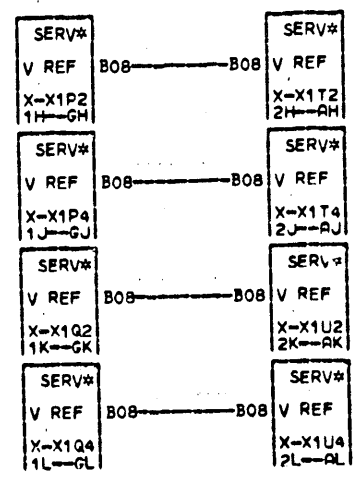 SERV* SERV*
V REF B08 B08 V REF
X-X1P2 X-X1T2
1H--GH 2H--AH
SERV* SERV*
V REF B08 B08 V REF
X-X1P4 X-X1T4
1J--GJ 2J--AJ
SERV* SERV*
V REF B08 B08 V REF
X-X1Q2 X-X1U2
1K--GK 2K--AK
SERV* SERV*
V REF B08 B08 V REF
X-X1Q4 X-X1U4
1L--GL 2L--AL